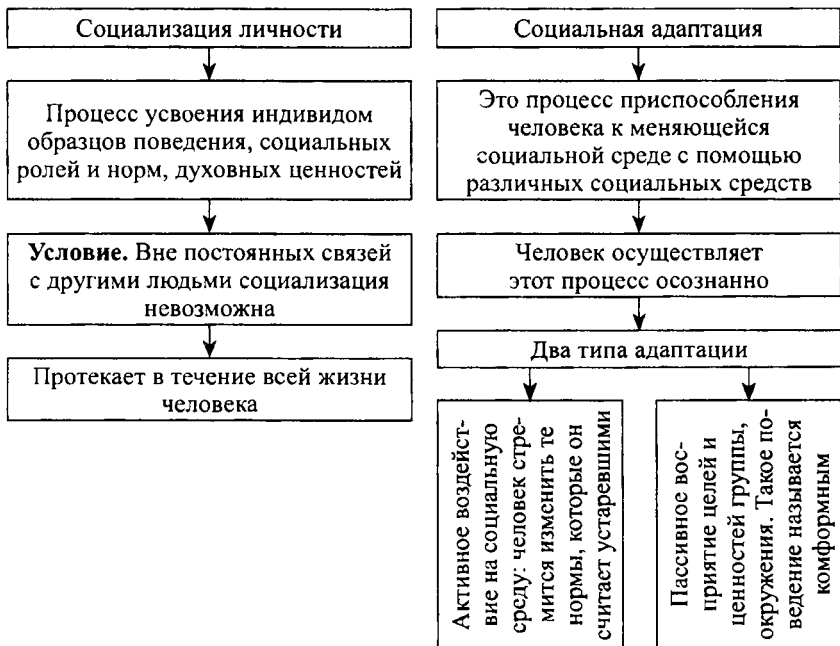 Социализация личности
Процесс усвоения индивидом
образцов поведения, социальных
ролей и норм, духовных ценностей
Условие. Вне постоянных связей
с другими людьми социализация
невозможна
Протекает в течение всей жизни
человека
Социальная адаптация
Это процесс приспособления
человека к меняющейся
социальной среде с помощью
различных социальных средств
Человек осуществляет
этот процесс осознанно
Два типа адаптации
Активное воздейст-
вие на социальную
среду: человек стре-
мится изменить те
нормы, которые он
считает устаревшими
Пассивное вос-
приятие целей и
ценностей группы,
окружения. Такое по-
ведение называется
комформным